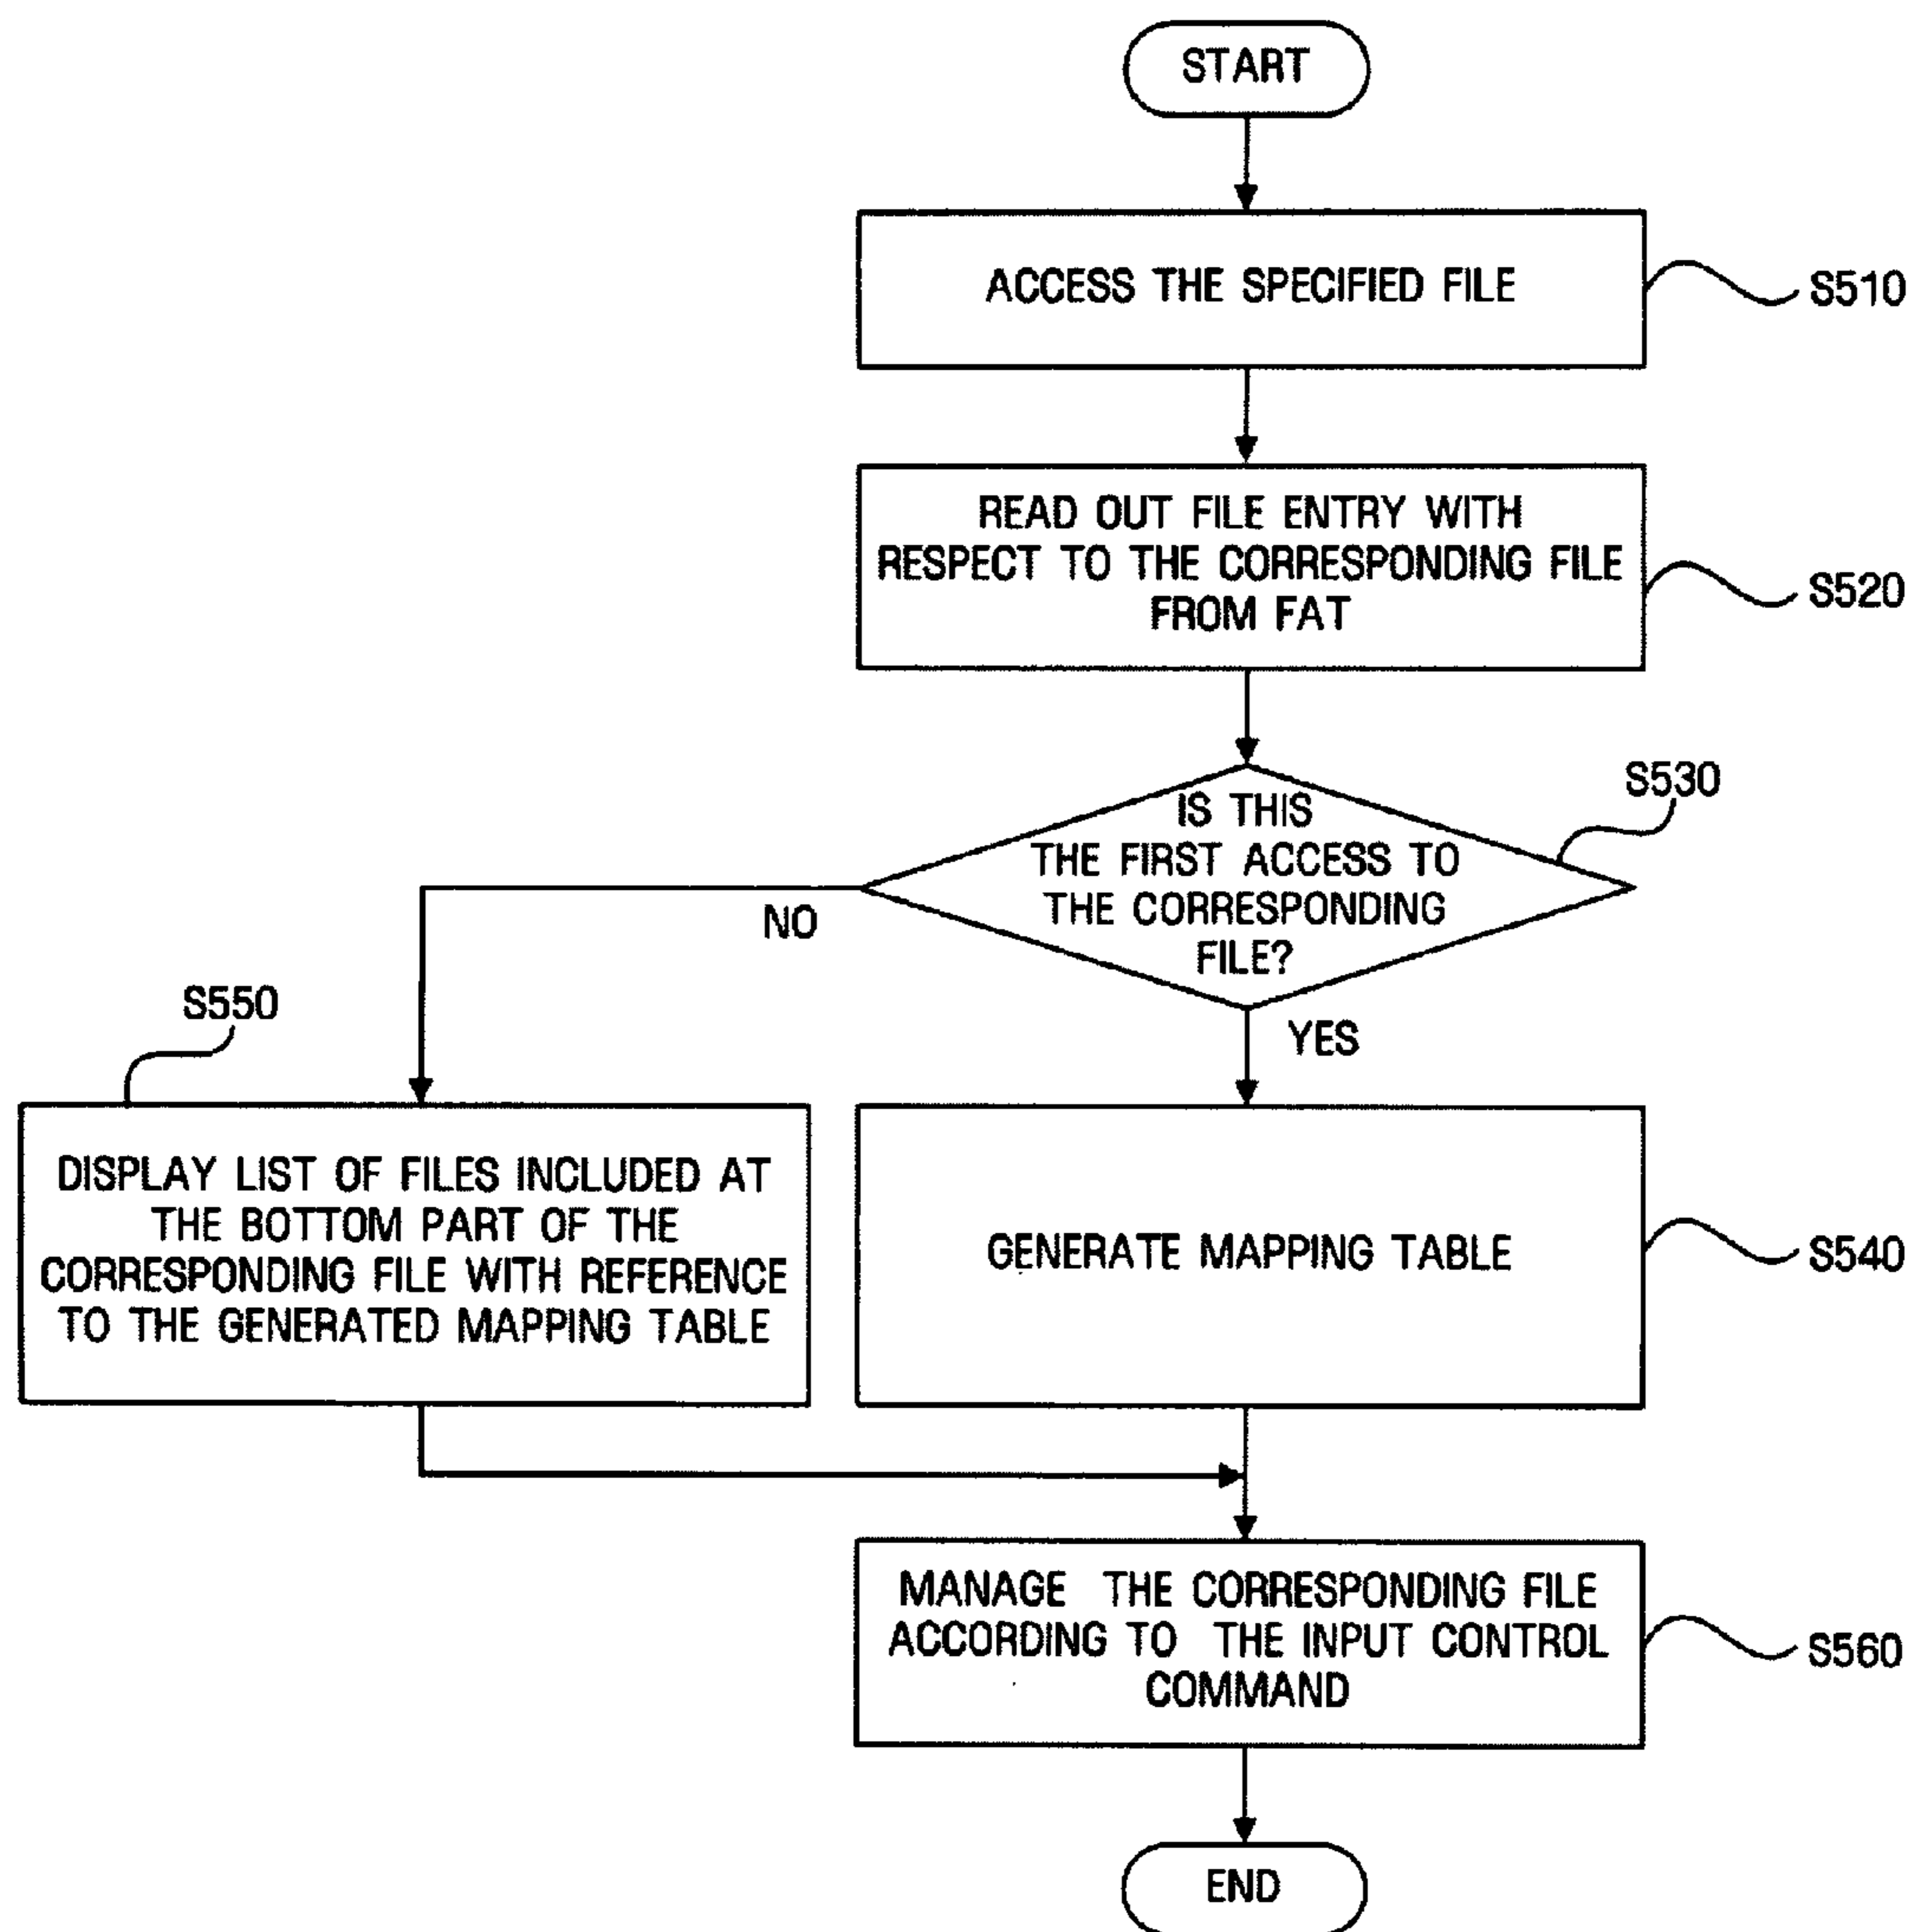 START
ACCESS THE SPECIFIED FILE
S510
READ OUT FILE ENTRY WITH
RESPECT TO THE CORRESPONDING FILE
FROM FAT
S520
IS THIS
THE FIRST ACCESS TO
THE CORRESPONDING
FILE?
S530
NO
YES
S550
DISPLAY LIST OF FILES INCLUDED AT
THE BOTTOM PART OF THE
CORRESPONDING FILE WITH REFERENCE
TO THE GENERATED MAPPING TABLE
GENERATE MAPPING TABLE
S540
MANAGE THE CORRESPONDING FILE
ACCORDING TO THE INPUT CONTROL
COMMAND
S560
END